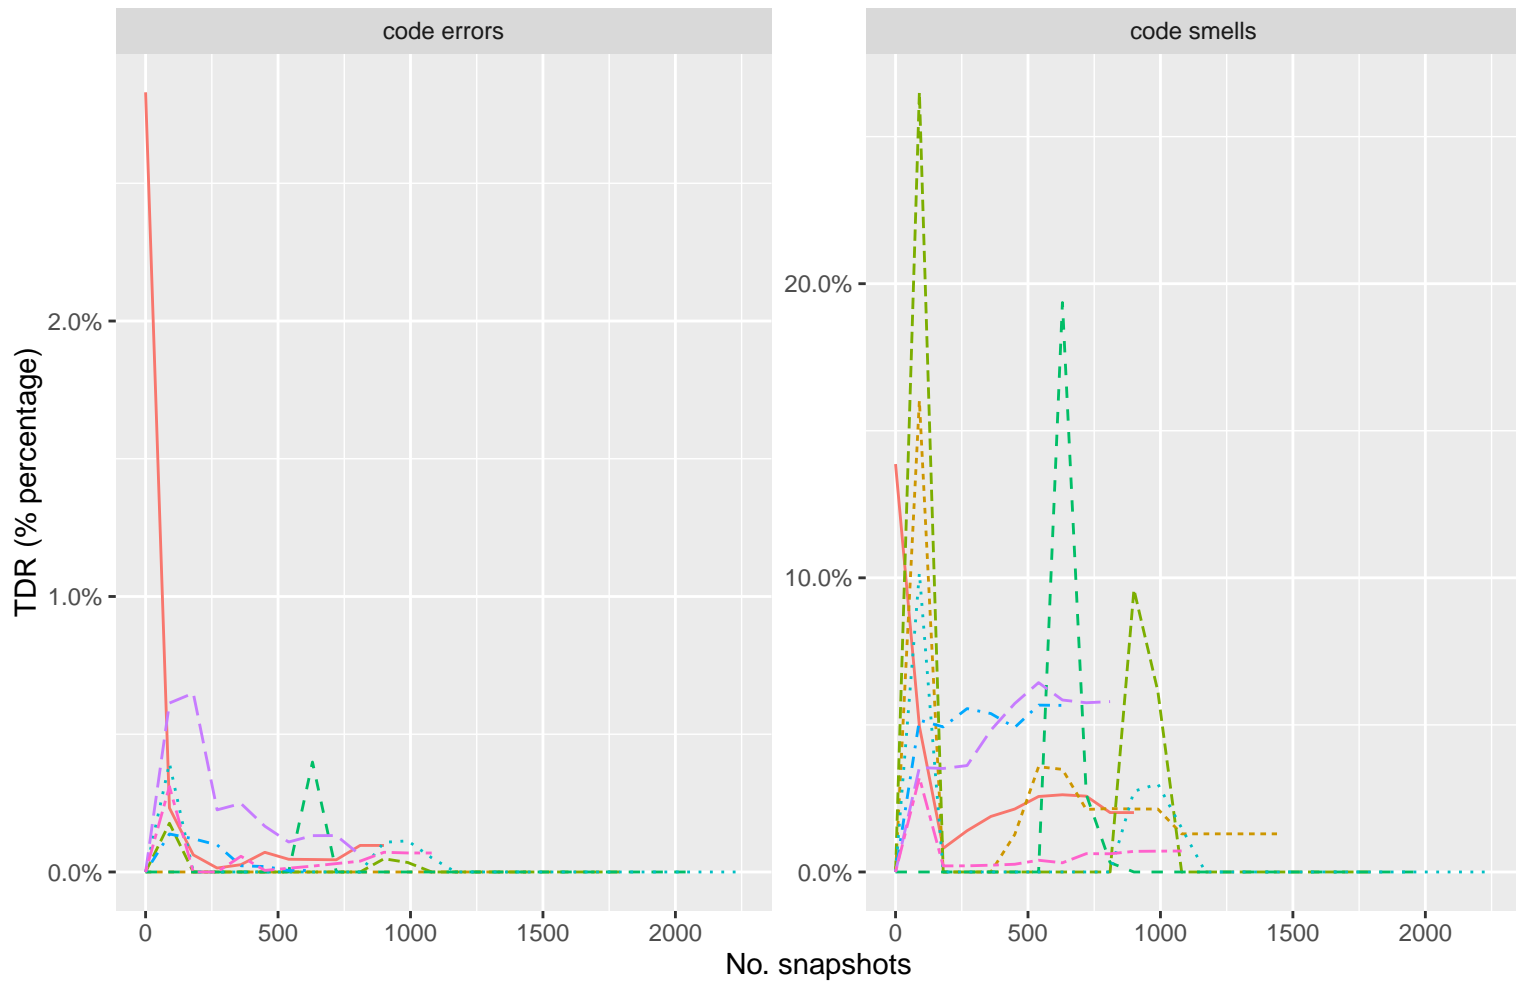 code errors
code smells
TDR (% percentage)
2.0%
1.0%
0.0%
20.0%
10.0%
0.0%
0 500 1000 1500 2000
0 500 1000 1500 2000
No. snapshots